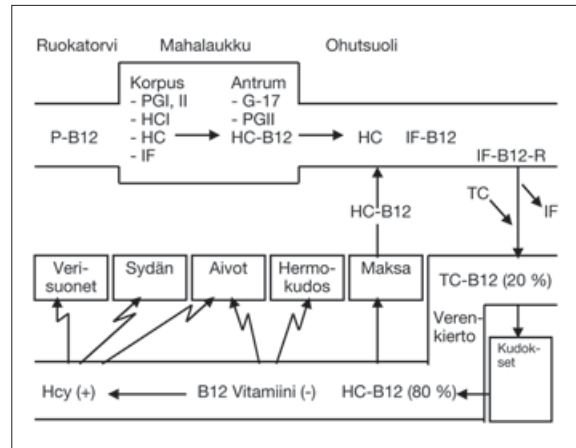 Ruokatorvi Mahalaukku Ohutsuoli
Korpus
- PGI, II
- HCl
- HC
- IF
Antrum
- G-17
- PGII
HC-B12
P-B12
HC IF-B12
IF-B12-R
TC
IF
HC-B12
Veri-
suonet
Sydän
Aivot
Hermo-
kudos
Maksa
TC-B12 (20 %)
Veren-
kierto
Kudok-
set
Hcy (+) B12 Vitamiini (-) HC-B12 (80 %)